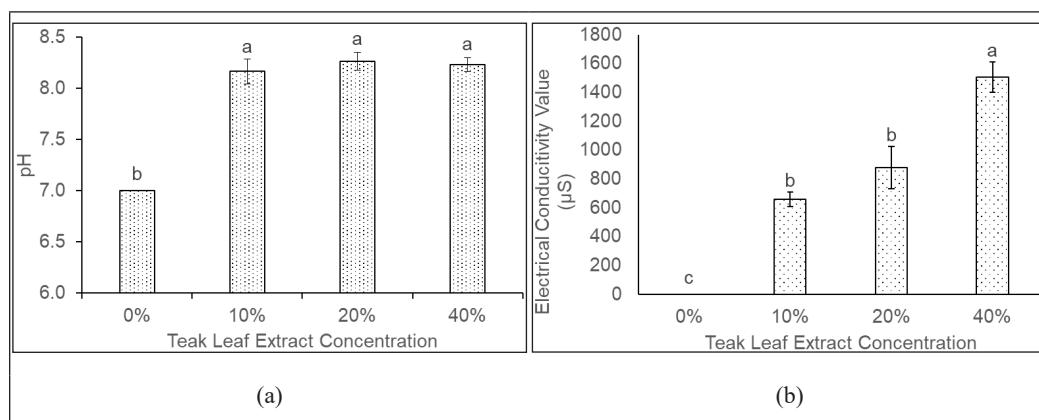 8.5
8.0
7.5
7.0
6.5
6.0
pH
b
a
a
a
0%
10%
20%
40%
Teak Leaf Extract Concentration
(a)
1800
1600
1400
1200
1000
800
600
400
200
0
Electrical Conducitivity Value
(µS)
c
b
b
a
0%
10%
20%
40%
Teak Leaf Extract Concentration
(b)